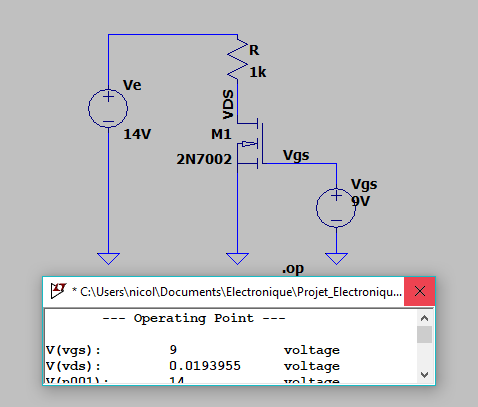 R
1k
Ve
14V
VDS
M1
2N7002
Vgs
Vgs
9V
.op
* C:\Users\nicol\Documents\Electronique\Projet_Electroniqu...
--- Operating Point ---
V(vgs): 9 voltage
V(vds): 0.0193955 voltage
V(n001): 14 voltage